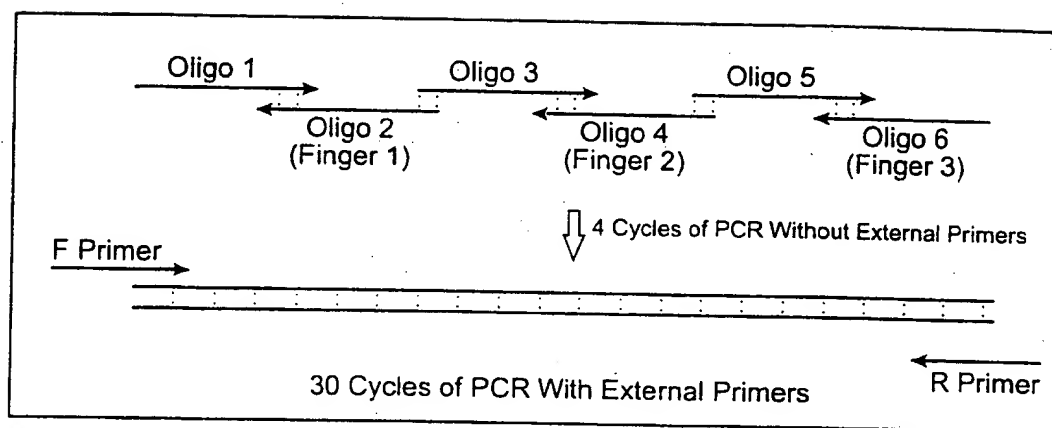 Oligo 1
Oligo 3
Oligo 5
Oligo 2
(Finger 1)
Oligo 4
(Finger 2)
Oligo 6
(Finger 3)
4 Cycles of PCR Without External Primers
F Primer
30 Cycles of PCR With External Primers
R Primer